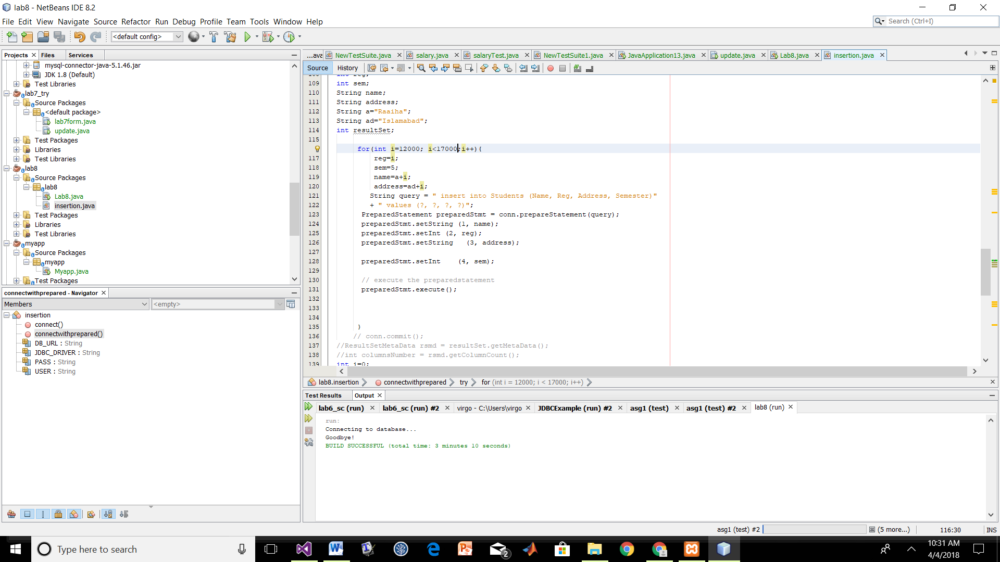 lab8 - NetBeans IDE 8.2
File Edit View Navigate Source Refactor Run Debug Profile Team Tools Window Help
Search (Ctrl+I)
<default config>
Projects Files Services
mysql-connector-java-5.1.46.jar
JDK 1.8 (Default)
Test Libraries
lab7_try
Source Packages
<default package>
lab7form.java
update.java
Test Packages
Libraries
Test Libraries
lab8
Source Packages
lab8
Lab8.java
insertion.java
Test Packages
Libraries
Test Libraries
myapp
Source Packages
myapp
Myapp.java
Test Packages
connectwithprepared - Navigator
Members <empty>
insertion
connect()
connectwithprepared()
DB_URL : String
JDBC_DRIVER : String
PASS : String
USER : String
...ava NewTestSuite.java salary.java salaryTest.java NewTestSuite1.java JavaApplication13.java update.java Lab8.java insertion.java
Source History
108 int reg;
109 int sem;
110 String name;
111 String address;
112 String a="Raaiha";
113 String ad="Islamabad";
114 int resultSet;
115
for(int i=12000; i<17000;i++){
117 reg=i;
118 sem=5;
119 name=a+i;
120 address=ad+i;
121 String query = " insert into Students (Name, Reg, Address, Semester)"
122 + " values (?, ?, ?, ?)";
123 PreparedStatement preparedStmt = conn.prepareStatement(query);
124 preparedStmt.setString (1, name);
125 preparedStmt.setInt (2, reg);
126 preparedStmt.setString (3, address);
127
128 preparedStmt.setInt (4, sem);
129
130 // execute the preparedstatement
131 preparedStmt.execute();
132
133
134
135 }
136 // conn.commit();
137 //ResultSetMetaData rsmd = resultSet.getMetaData();
138 //int columnsNumber = rsmd.getColumnCount();
139 int i=0;
lab8.insertion connectwithprepared try for (int i = 12000; i < 17000; i++)
Test Results Output
lab6_sc (run) lab6_sc (run) #2 virgo - C:\Users\virgo JDBCExample (run) #2 asg1 (test) asg1 (test) #2 lab8 (run)
run:
Connecting to database...
Goodbye!
BUILD SUCCESSFUL (total time: 3 minutes 10 seconds)
asg1 (test) #2 (5 more...) 116:30 INS
Type here to search
2
10:31 AM
4/4/2018